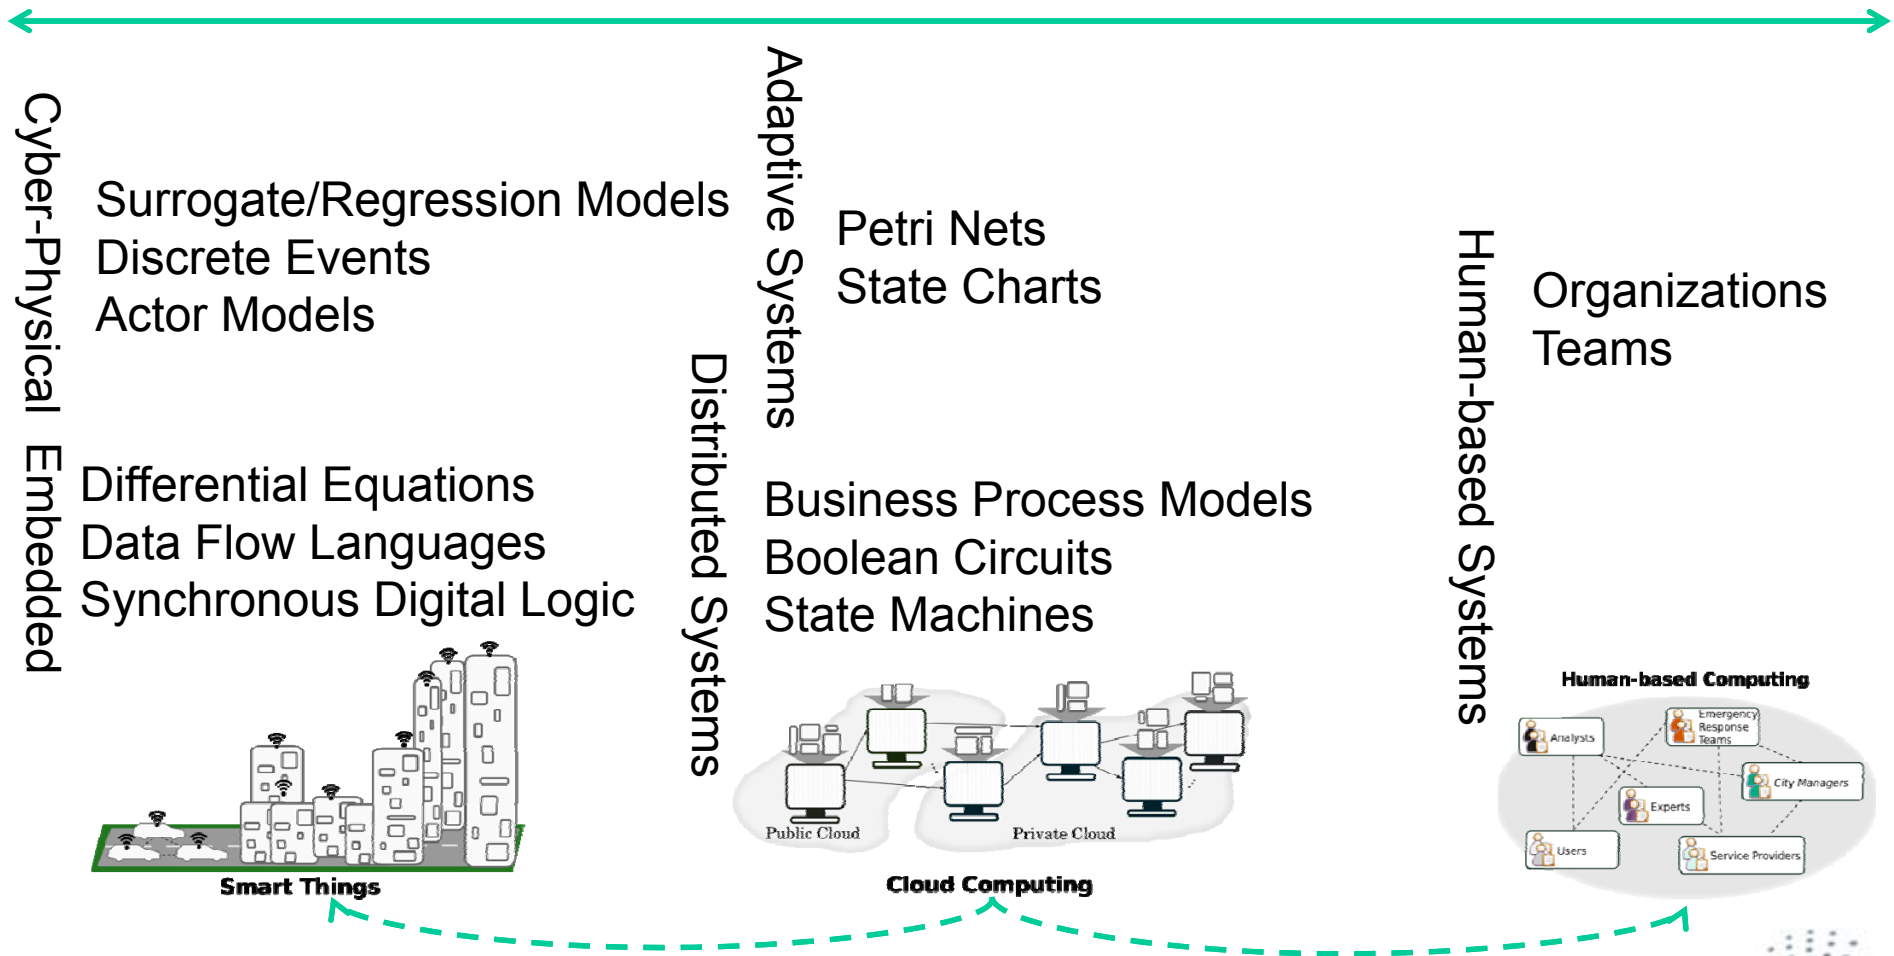 Cyber-Physical
Surrogate/Regression Models
Discrete Events
Actor Models
Embedded
Differential Equations
Data Flow Languages
Synchronous Digital Logic
Smart Things
Adaptive Systems
Petri Nets
State Charts
Distributed Systems
Business Process Models
Boolean Circuits
State Machines
Public Cloud
Private Cloud
Cloud Computing
Human-based Systems
Organizations
Teams
Human-based Computing
Analysts
Emergency
Response
Teams
City Managers
Experts
Users
Service Providers